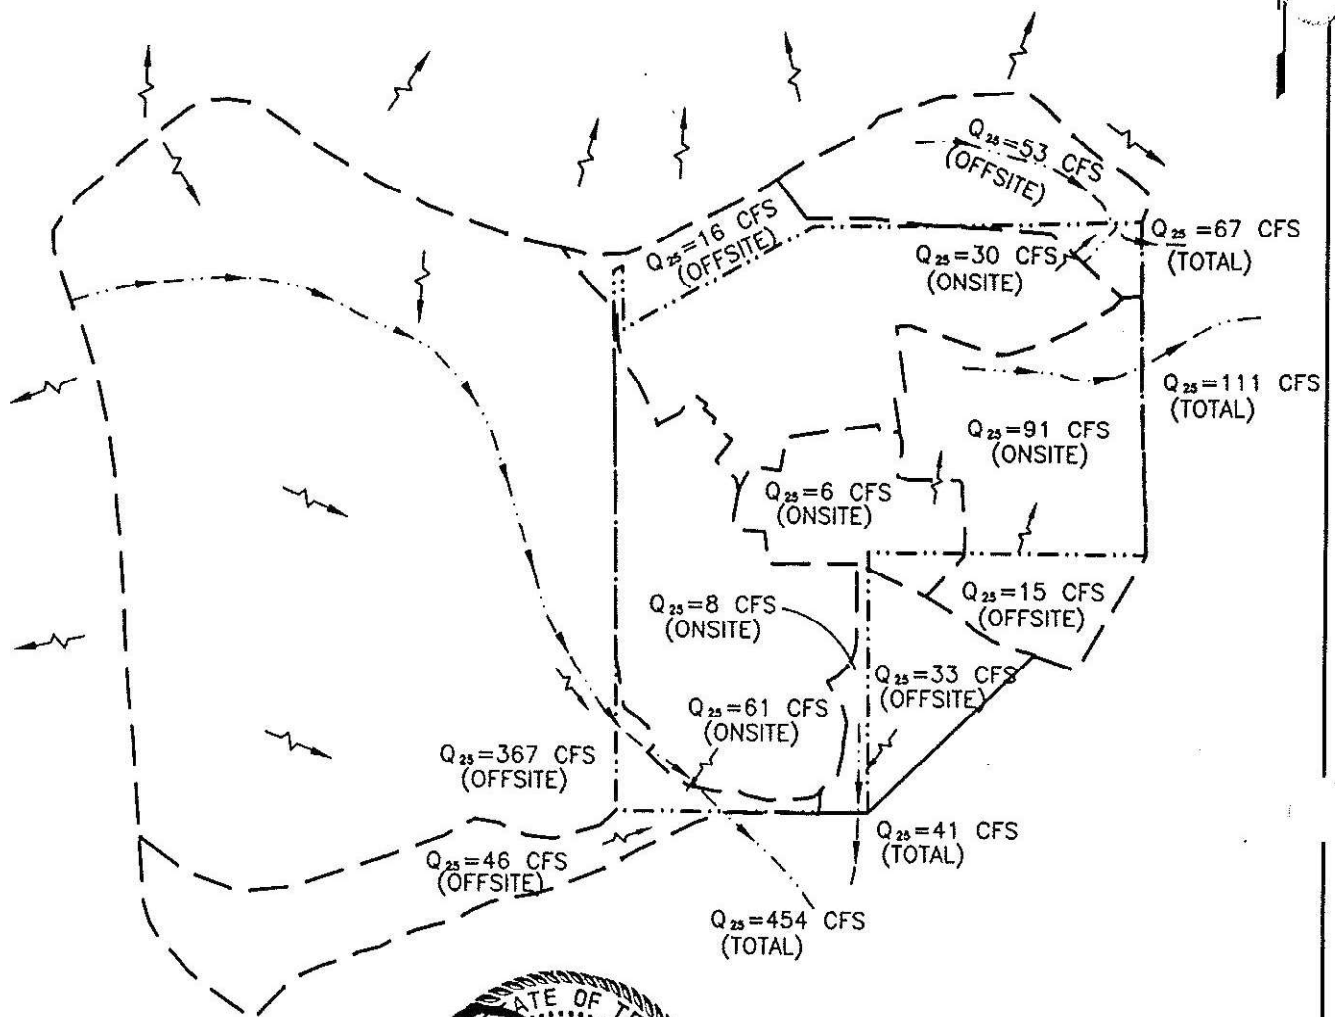 Q25=53 CFS
(OFFSITE)
Q25=16 CFS
(OFFSITE)
Q25=67 CFS
(TOTAL)
Q25=30 CFS
(ONSITE)
Q25=111 CFS
(TOTAL)
Q25=91 CFS
(ONSITE)
Q25=6 CFS
(ONSITE)
Q25=15 CFS
(OFFSITE)
Q25=8 CFS
(ONSITE)
Q25=33 CFS
(OFFSITE)
Q25=61 CFS
(ONSITE)
Q25=367 CFS
(OFFSITE)
Q25=41 CFS
(TOTAL)
Q25=46 CFS
(OFFSITE)
Q25=454 CFS
(TOTAL)
OF